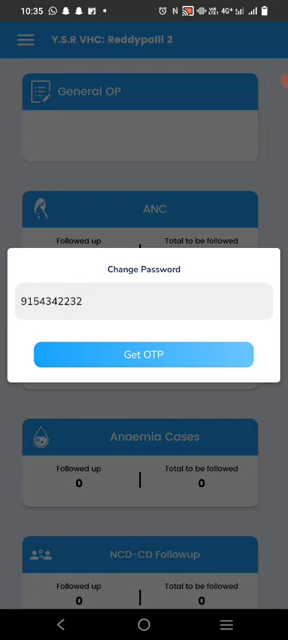 10:35
4G+
Y.S.R VHC: Reddypalli 2
General OP
ANC
Followed up
Total to be followed
Change Password
9154342232
Get OTP
Anaemia Cases
Followed up
Total to be followed
0
0
NCD-CD Followup
Followed up
Total to be followed
0
0